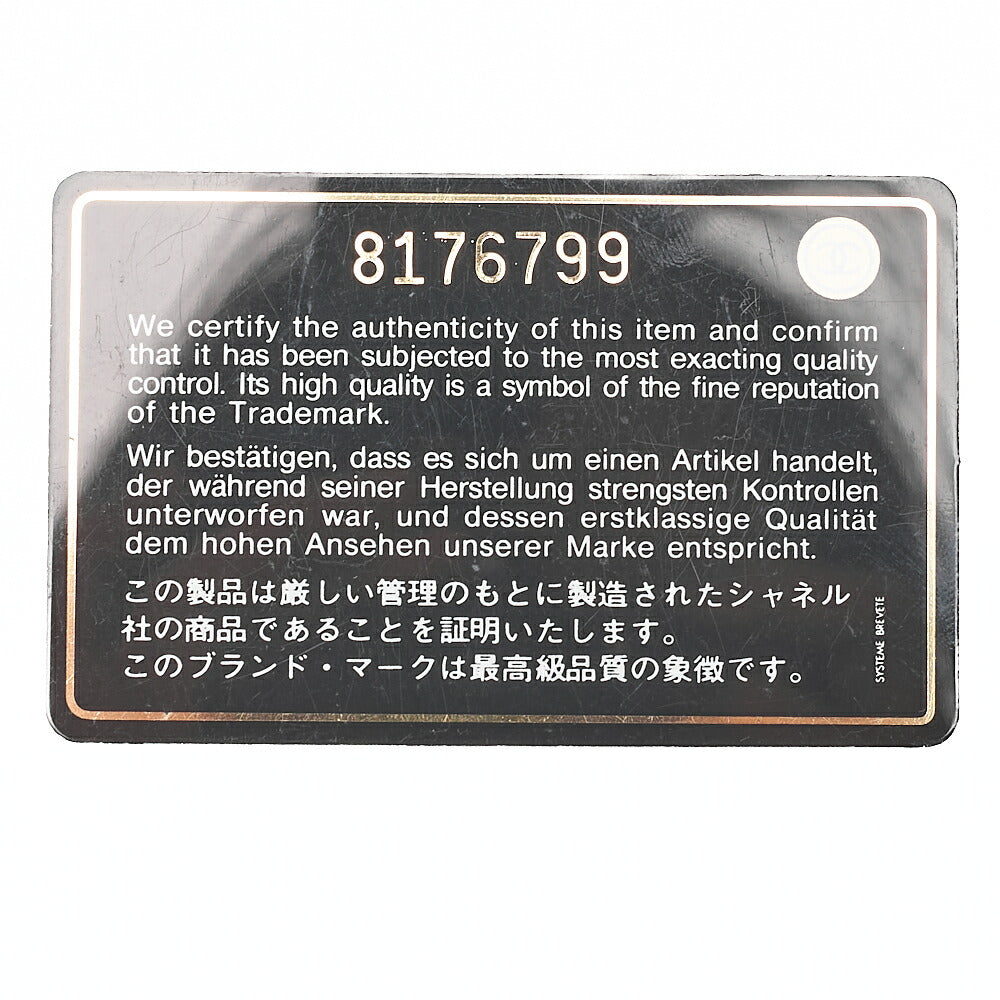 8176799
We certify the authenticity of this item and confirm
that it has been subjected to the most exacting quality
control. Its high quality is a symbol of the fine reputation
of the Trademark.
Wir bestätigen, dass es sich um einen Artikel handelt,
der während seiner Herstellung strengsten Kontrollen
unterworfen war, und dessen erstklassige Qualität
dem hohen Ansehen unserer Marke entspricht.
この製品は厳しい管理のもとに製造されたシャネル
社の商品であることを証明いたします。
このブランド・マークは最高級品質の象徴です。
SYSTEME BREVETE